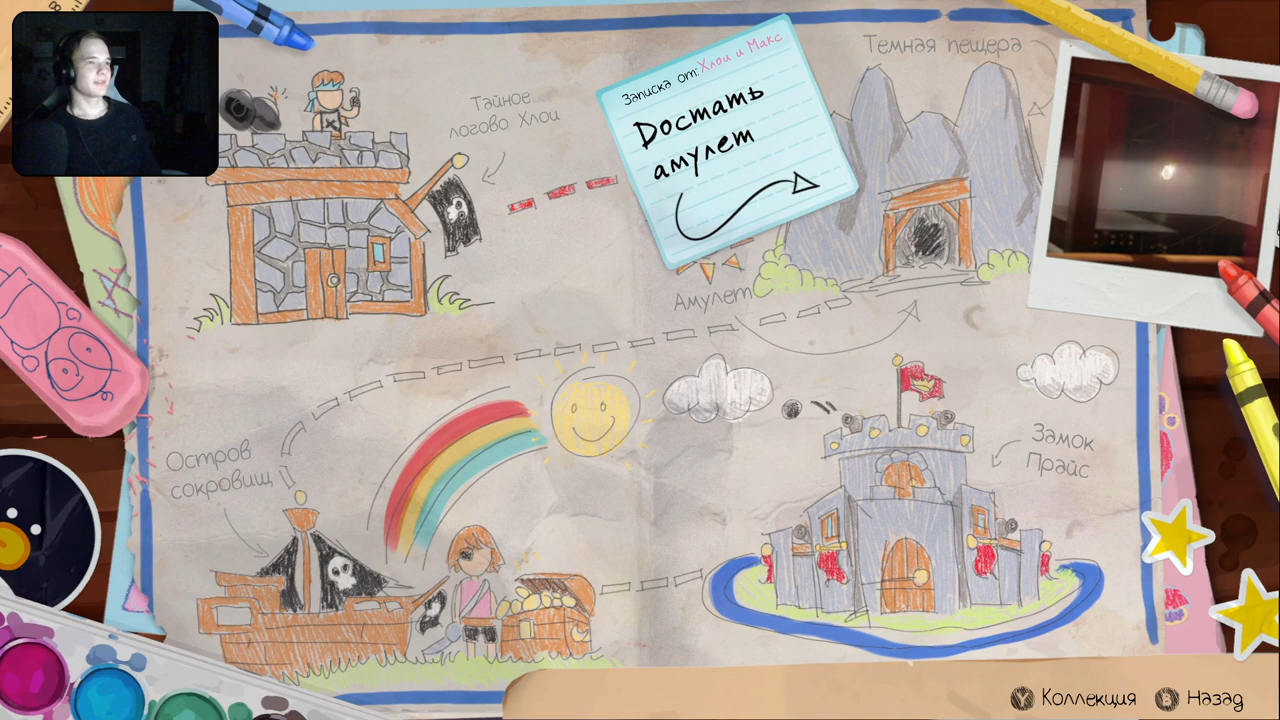 Темная пещера
Записка от: Хлои и Макс
Достать
амулет
Тайное
логово Хлои
Амулет
Остров
сокровищ
Замок
Прайс
Y Коллекция B Назад